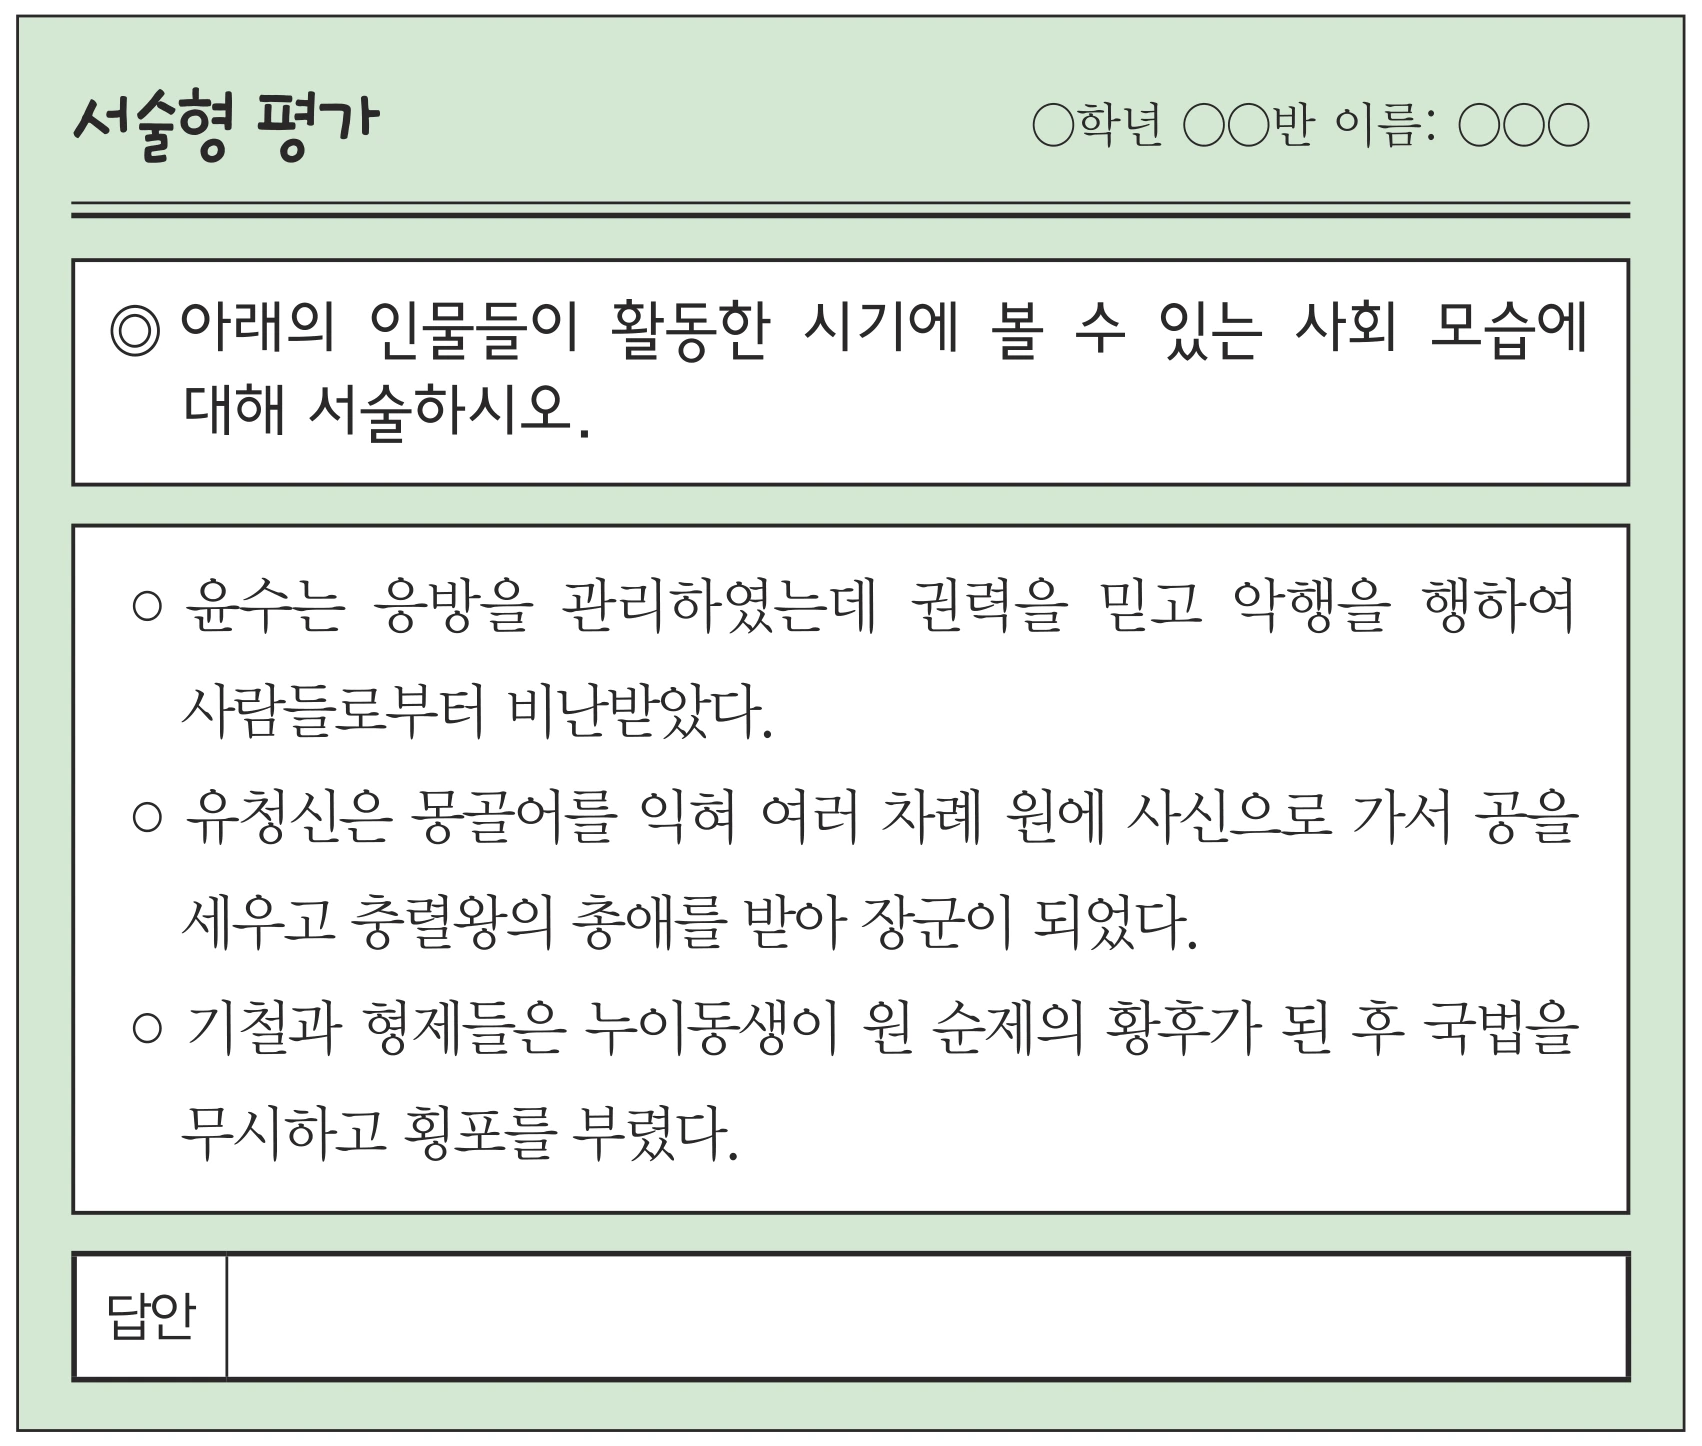 서술형 평가
○학년 ○○반 이름: ○○○
◎ 아래의 인물들이 활동한 시기에 볼 수 있는 사회 모습에
대해 서술하시오.
○ 윤수는 응방을 관리하였는데 권력을 믿고 악행을 행하여
사람들로부터 비난받았다.
○ 유청신은 몽골어를 익혀 여러 차례 원에 사신으로 가서 공을
세우고 충렬왕의 총애를 받아 장군이 되었다.
○ 기철과 형제들은 누이동생이 원 순제의 황후가 된 후 국법을
무시하고 횡포를 부렸다.
답안